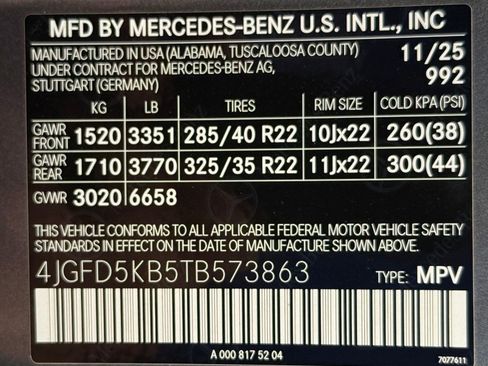 MFD BY MERCEDES-BENZ U.S. INTL., INC
MANUFACTURED IN USA (ALABAMA, TUSCALOOSA COUNTY) 11/25
UNDER CONTRACT FOR MERCEDES-BENZ AG, 992
STUTTGART (GERMANY)
KG LB TIRES RIM SIZE COLD KPA (PSI)
GAWR FRONT 1520 3351 285/40 R22 10Jx22 260(38)
GAWR REAR 1710 3770 325/35 R22 11Jx22 300(44)
GVWR 3020 6658
THIS VEHICLE CONFORMS TO ALL APPLICABLE FEDERAL MOTOR VEHICLE SAFETY
STANDARDS IN EFFECT ON THE DATE OF MANUFACTURE SHOWN ABOVE.
4JGFD5KB5TB573863 TYPE: MPV
A 000 817 52 04
7077611